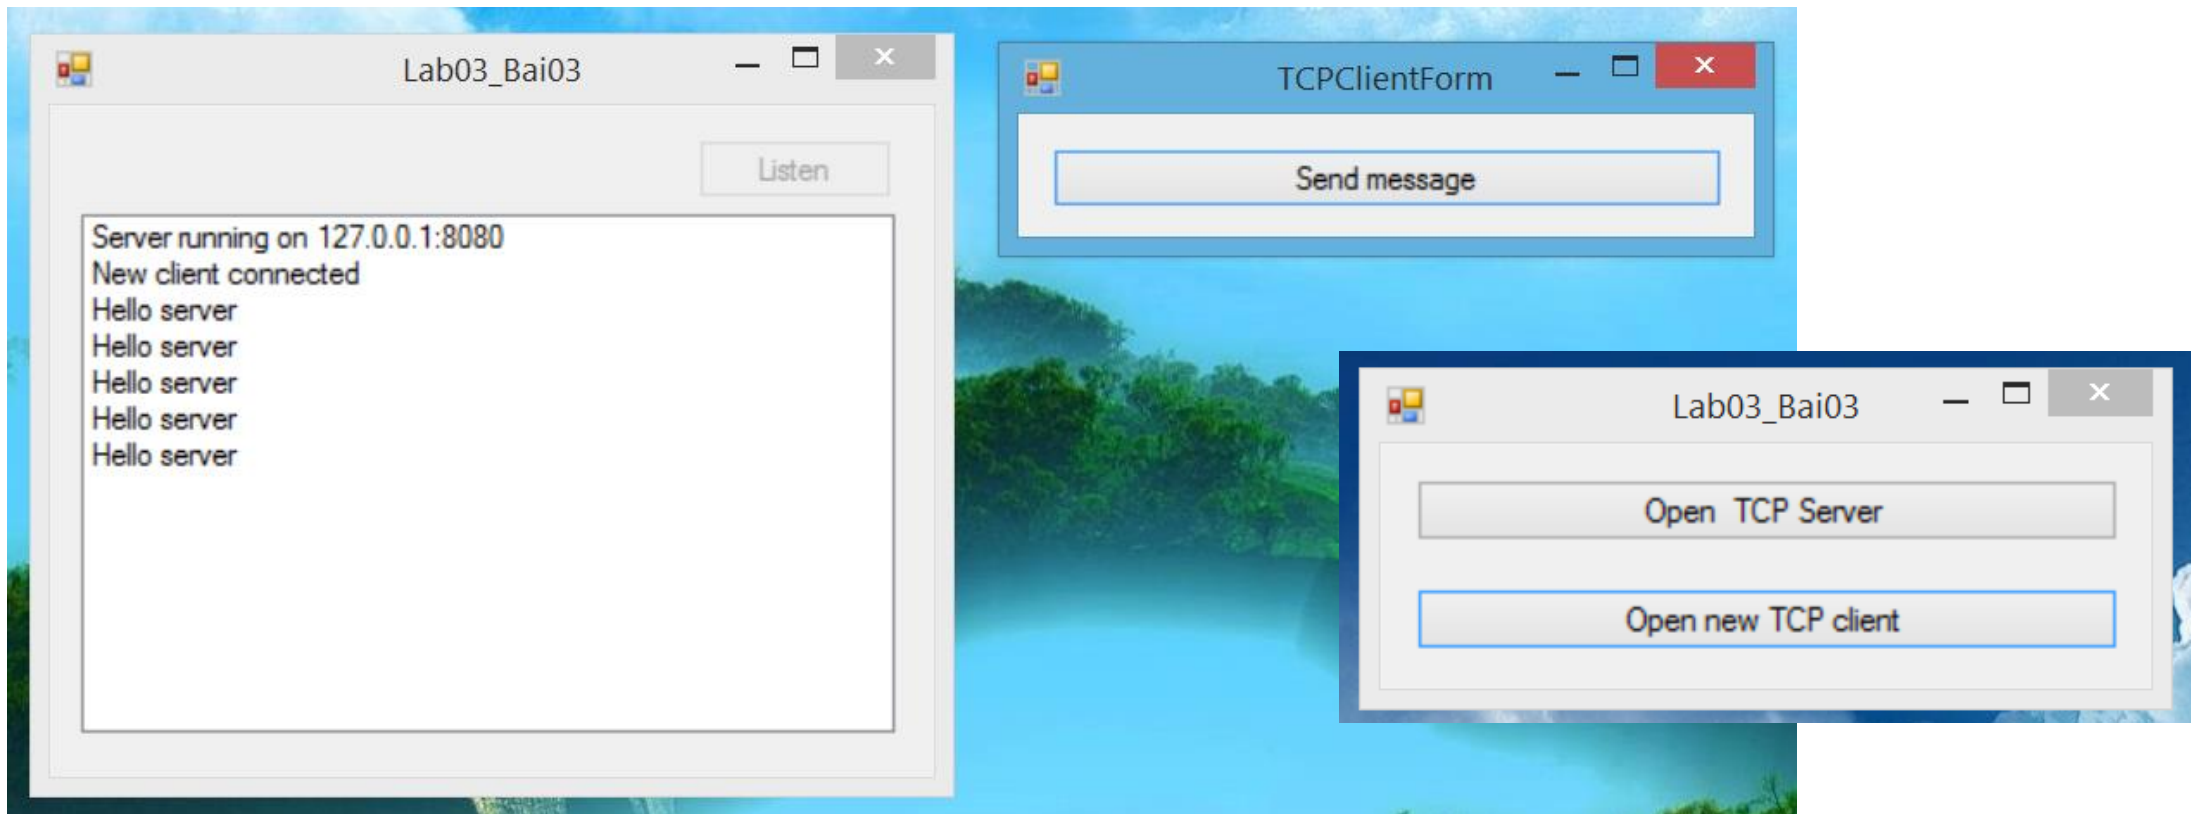 Lab03_Bai03
Listen
Server running on 127.0.0.1:8080
New client connected
Hello server
Hello server
Hello server
Hello server
Hello server
TCPClientForm
Send message
Lab03_Bai03
Open  TCP Server
Open new TCP client